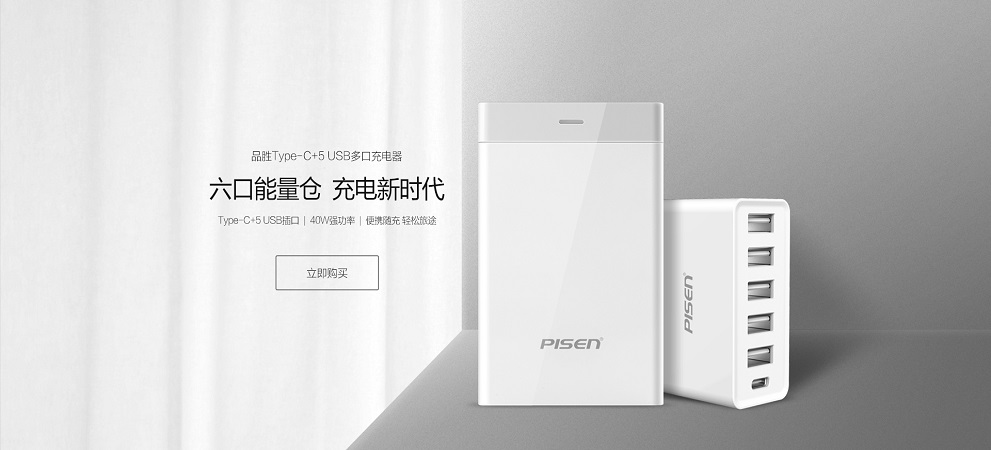 品胜Type-C+5 USB多口充电器
六口能量仓 充电新时代
Type-C+5 USB插口 | 40W强功率 | 便携随充 轻松旅途
立即购买
PISEN®
PISEN®